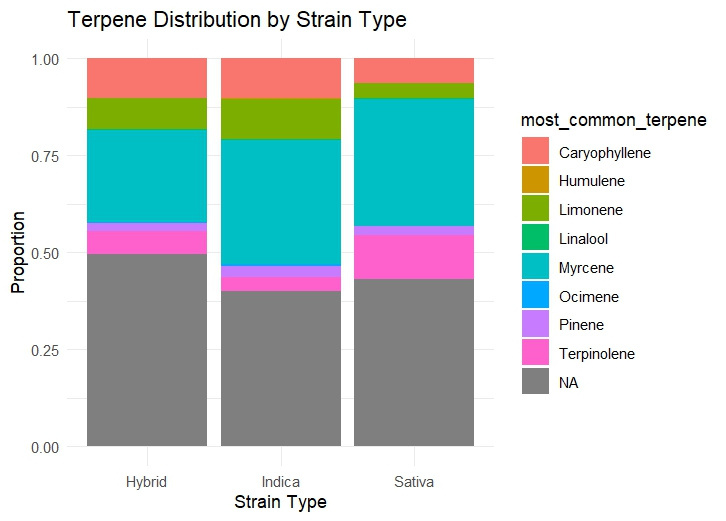 Terpene Distribution by Strain Type
1.00
0.75
0.50
0.25
0.00
Proportion
Hybrid
Indica
Sativa
Strain Type
most_common_terpene
Caryophyllene
Humulene
Limonene
Linalool
Myrcene
Ocimene
Pinene
Terpinolene
NA